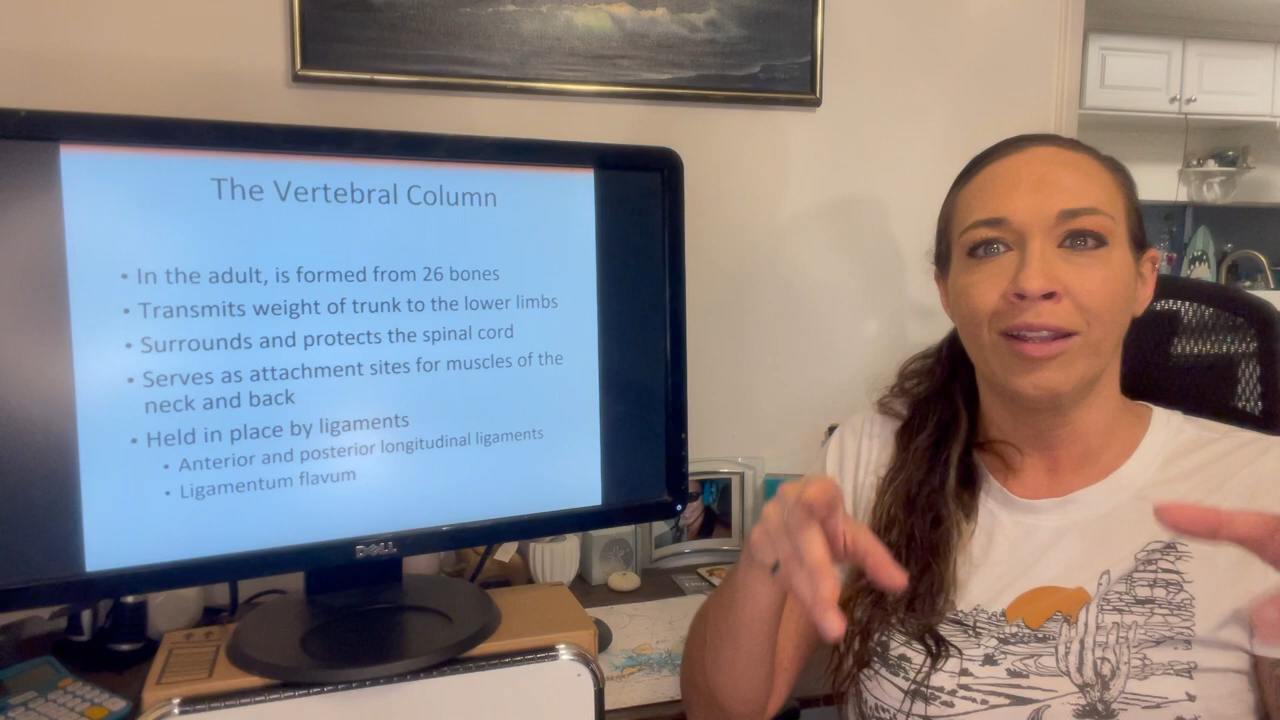 The Vertebral Column
• In the adult, is formed from 26 bones
• Transmits weight of trunk to the lower limbs
• Surrounds and protects the spinal cord
• Serves as attachment sites for muscles of the
neck and back
• Held in place by ligaments
• Anterior and posterior longitudinal ligaments
• Ligamentum flavum
DELL